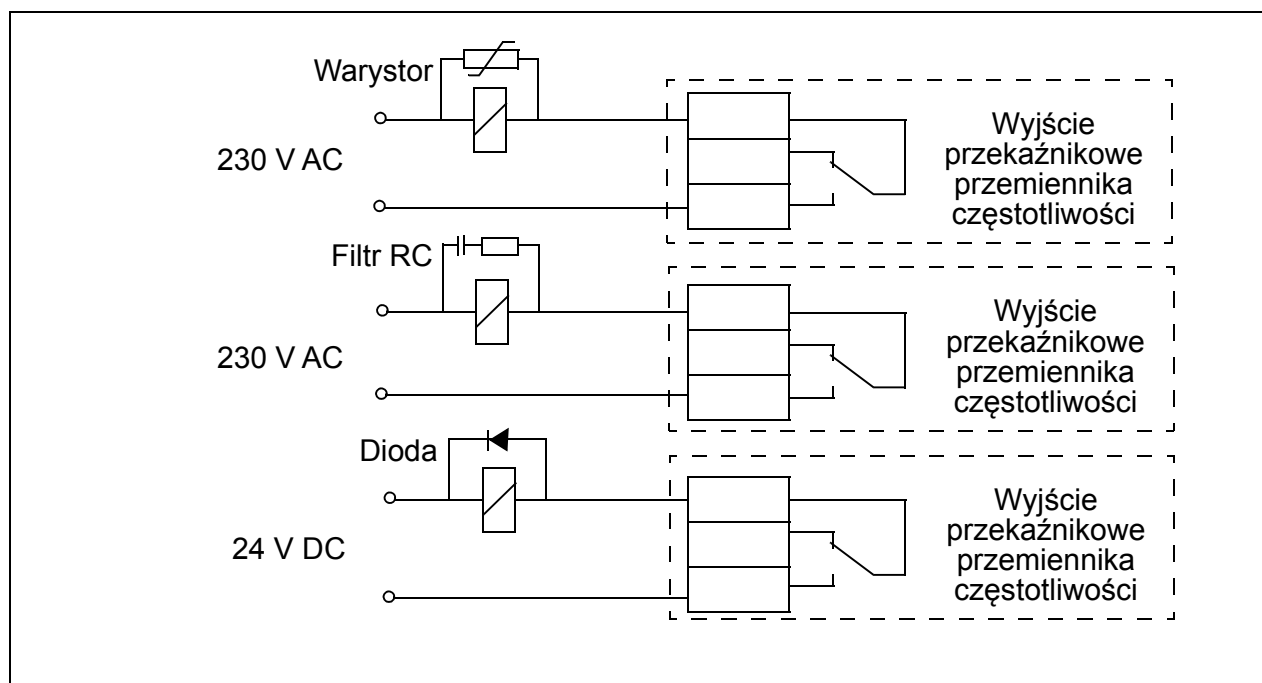 Warystor
230 V AC
Wyjście
przekaźnikowe
przemiennika
częstotliwości
Filtr RC
230 V AC
Wyjście
przekaźnikowe
przemiennika
częstotliwości
Dioda
24 V DC
Wyjście
przekaźnikowe
przemiennika
częstotliwości